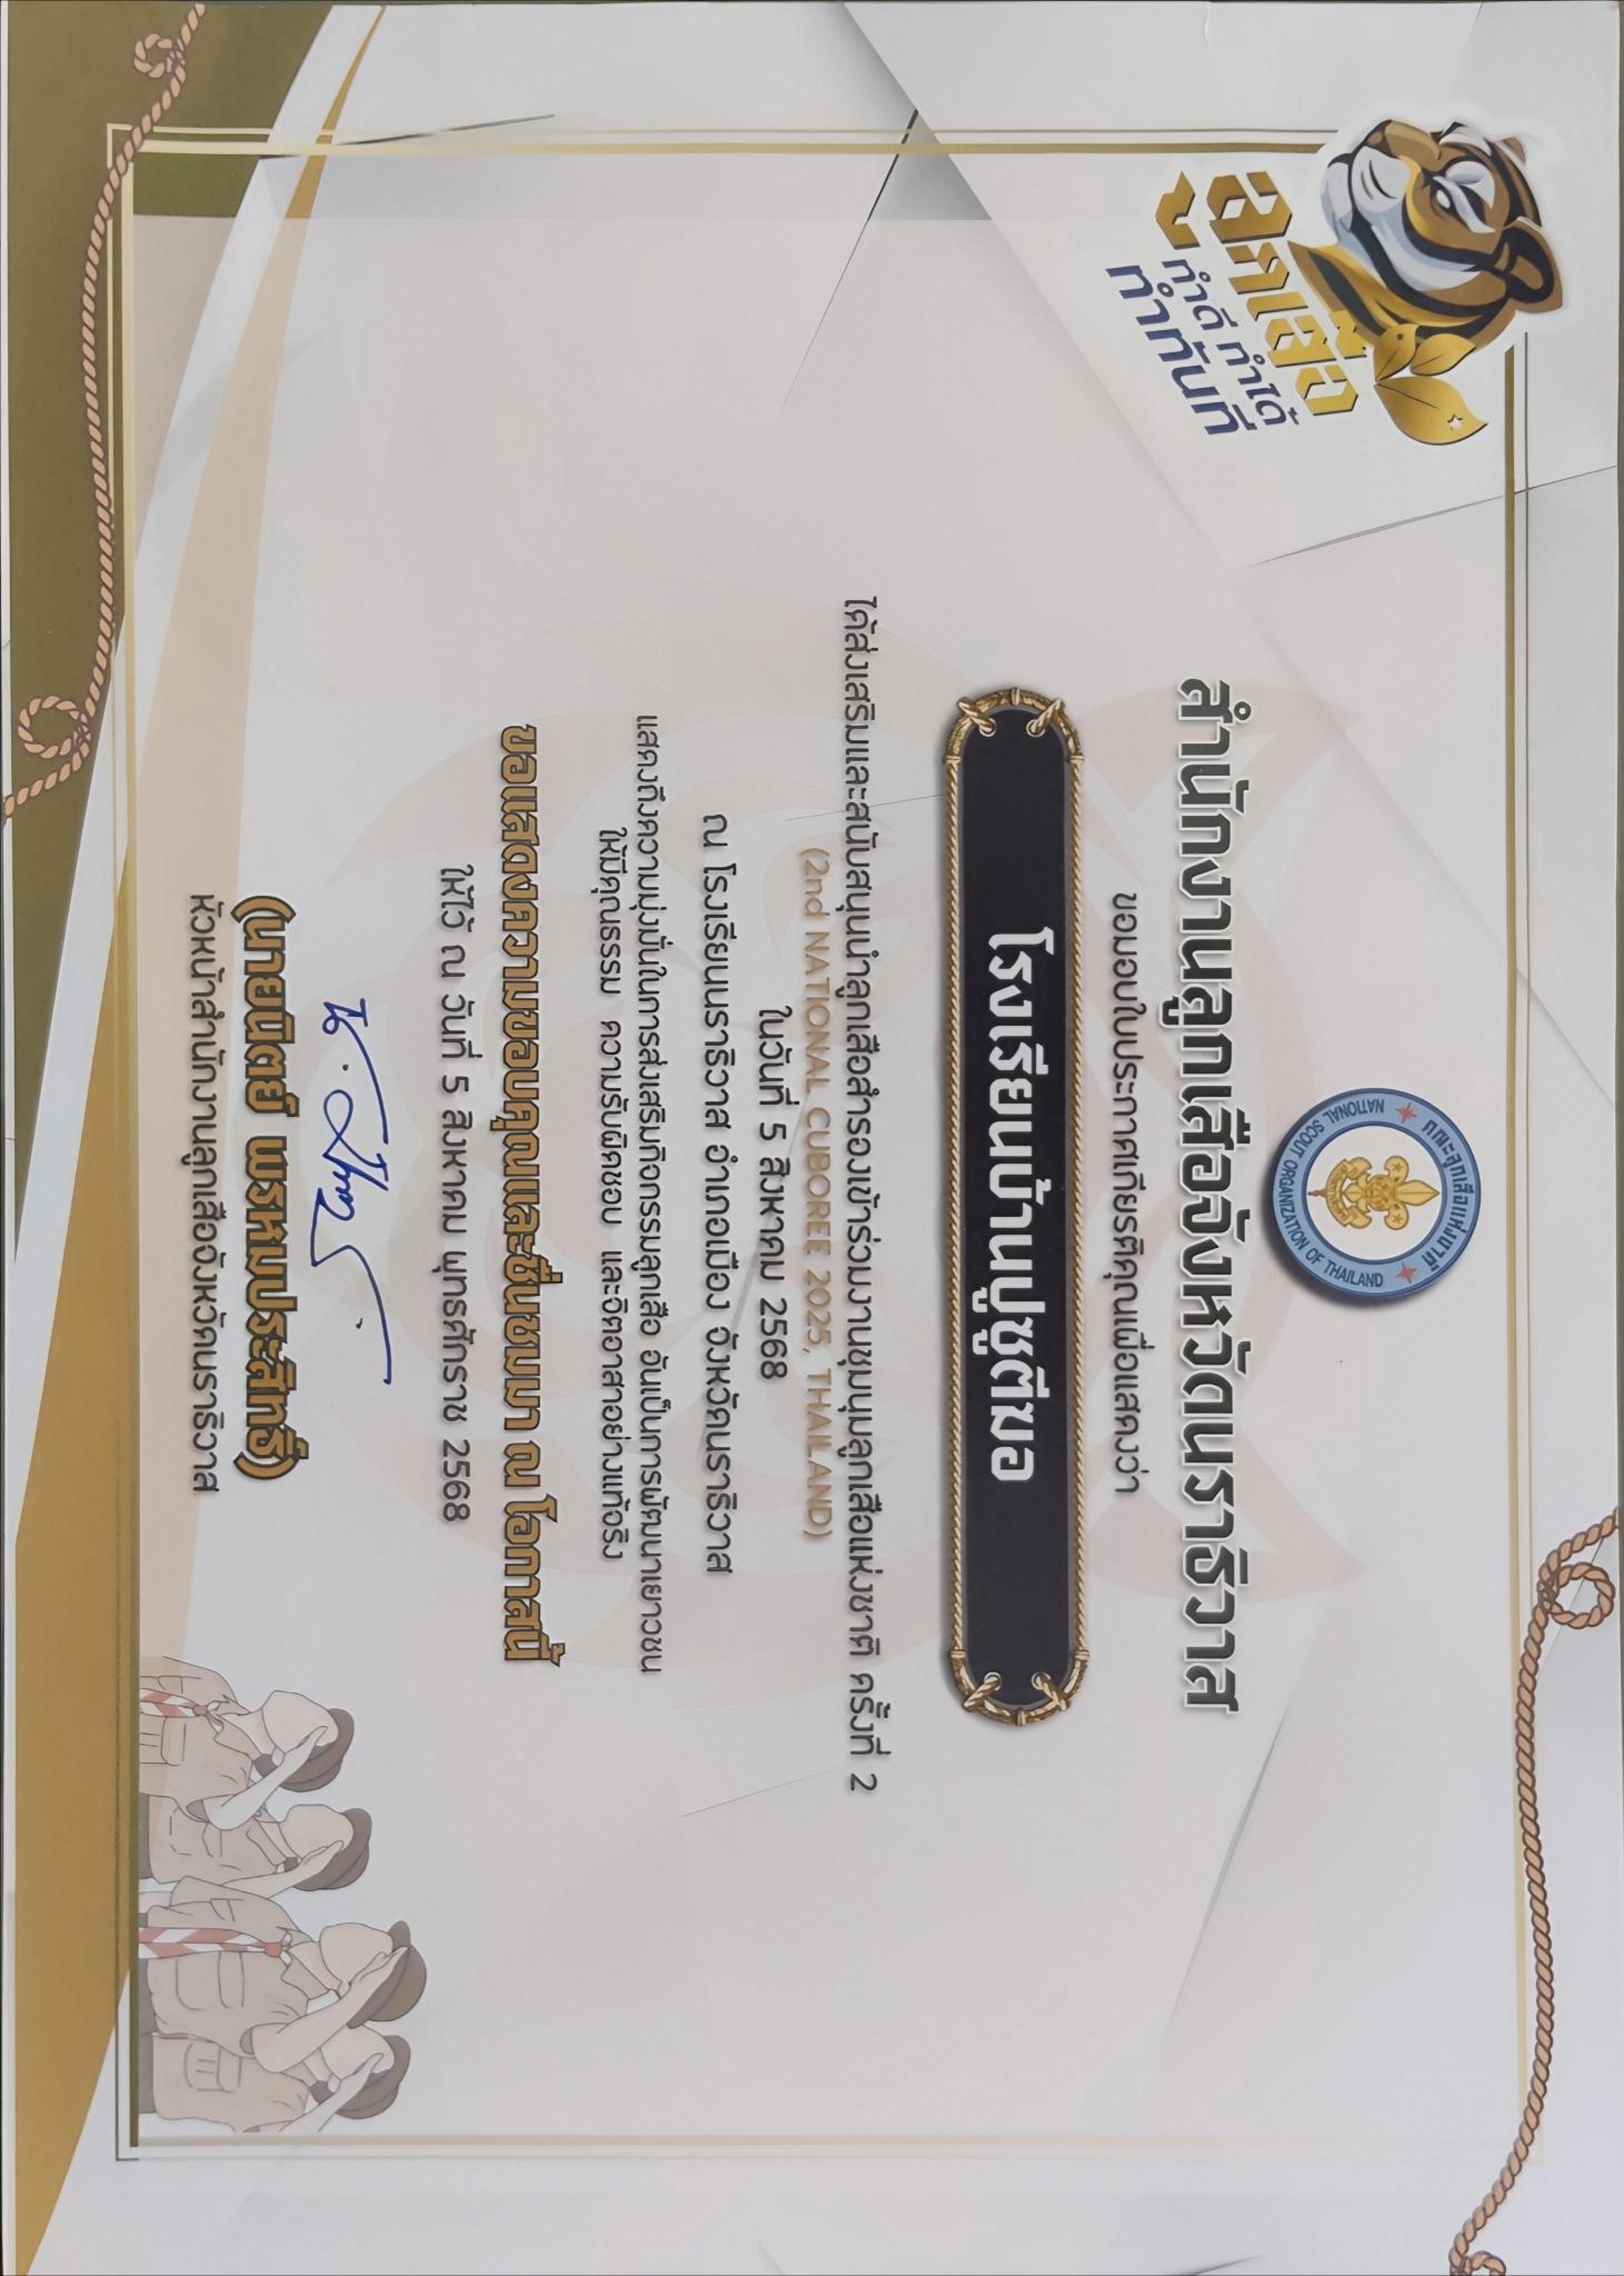 ลูกเสือ
ทำดี ทำได้
ทำทันที
คณะลูกเสือแห่งชาติ
NATIONAL SCOUT ORGANIZATION OF THAILAND
สำนักงานลูกเสือจังหวัดนราธิวาส
ขอมอบใบประกาศเกียรติคุณเพื่อแสดงว่า
โรงเรียนบ้านปูซูตีมอ
ได้ส่งเสริมและสนับสนุนนำลูกเสือสำรองเข้าร่วมงานชุมนุมลูกเสือแห่งชาติ ครั้งที่ 2
(2nd NATIONAL CUBOREE 2025, THAILAND)
ในวันที่ 5 สิงหาคม 2568
ณ โรงเรียนนราธิวาส อำเภอเมือง จังหวัดนราธิวาส
แสดงถึงความมุ่งมั่นในการส่งเสริมกิจกรรมลูกเสือ อันเป็นการพัฒนาเยาวชน
ให้มีคุณธรรม ความรับผิดชอบ และจิตอาสาอย่างแท้จริง
ขอแสดงความขอบคุณและชื่นชมมา ณ โอกาสนี้
ให้ไว้ ณ วันที่ 5 สิงหาคม พุทธศักราช 2568
(นายนิตย์ พรหมประสิทธิ์)
หัวหน้าสำนักงานลูกเสือจังหวัดนราธิวาส